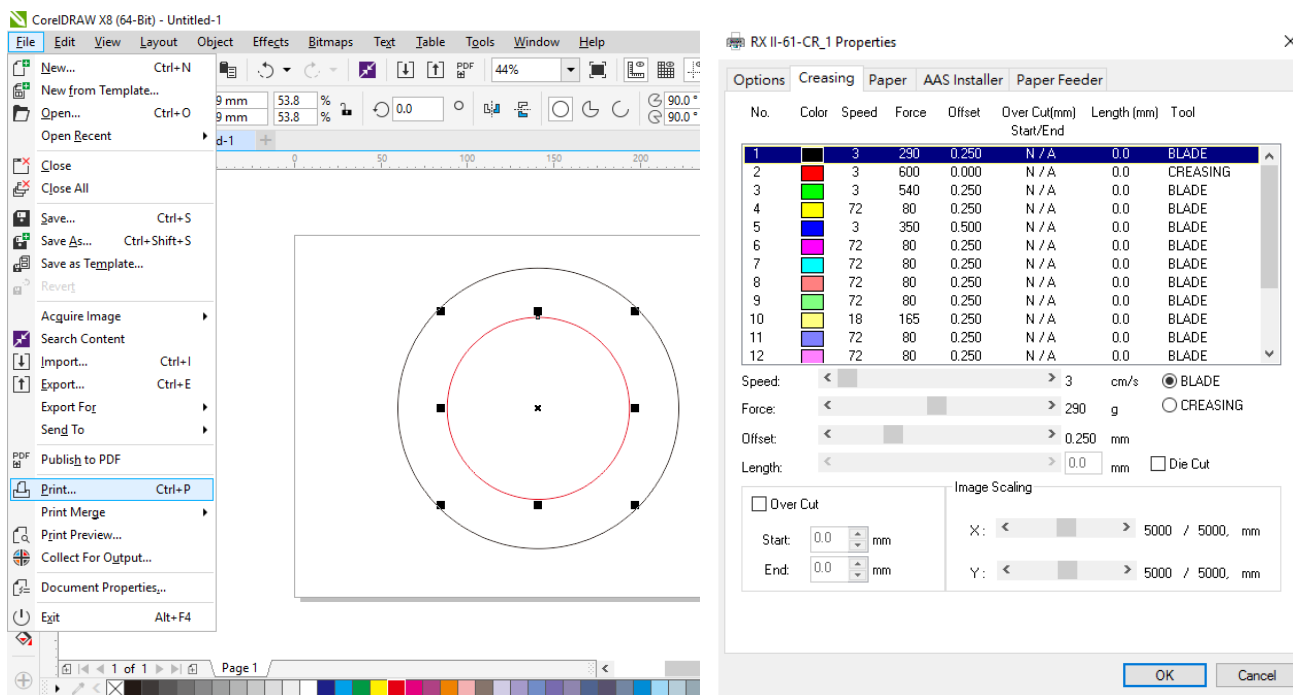 CorelDRAW X8 (64-Bit) - Untitled-1
File Edit View Layout Object Effects Bitmaps Text Table Tools Window Help
New... Ctrl+N
New from Template...
Open... Ctrl+O
Open Recent
Close
Close All
Save... Ctrl+S
Save As... Ctrl+Shift+S
Save as Template...
Revert
Acquire Image
Search Content
Import... Ctrl+I
Export... Ctrl+E
Export For
Send To
PDF Publish to PDF
Print... Ctrl+P
Print Merge
Print Preview...
Collect For Output...
Document Properties...
Exit Alt+F4
PDF 44%
9 mm 53.8 % 0.0 ° 90.0 °
9 mm 53.8 % 90.0 °
d-1
0 50 100 150 200
1 of 1 Page 1
RX II-61-CR_1 Properties
Options Creasing Paper AAS Installer Paper Feeder
No. Color Speed Force Offset Over Cut(mm) Length (mm) Tool
Start/End
1 3 290 0.250 N / A 0.0 BLADE
2 3 600 0.000 N / A 0.0 CREASING
3 3 540 0.250 N / A 0.0 BLADE
4 72 80 0.250 N / A 0.0 BLADE
5 3 350 0.500 N / A 0.0 BLADE
6 72 80 0.250 N / A 0.0 BLADE
7 72 80 0.250 N / A 0.0 BLADE
8 72 80 0.250 N / A 0.0 BLADE
9 72 80 0.250 N / A 0.0 BLADE
10 18 165 0.250 N / A 0.0 BLADE
11 72 80 0.250 N / A 0.0 BLADE
12 72 80 0.250 N / A 0.0 BLADE
Speed: 3 cm/s BLADE
Force: 290 g CREASING
Offset: 0.250 mm
Length: 0.0 mm Die Cut
Over Cut
Start: 0.0 mm
End: 0.0 mm
Image Scaling
X: 5000 / 5000, mm
Y: 5000 / 5000, mm
OK Cancel